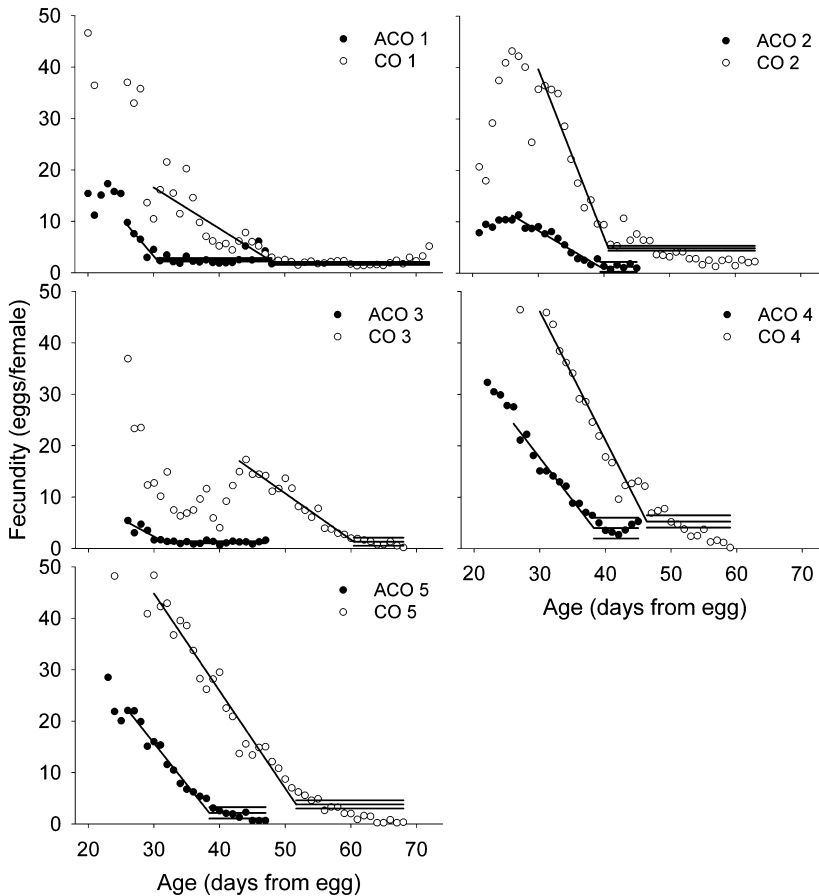 50
40
30
20
10
0
ACO 1
CO 1
ACO 2
CO 2
50
40
30
20
10
0
ACO 3
CO 3
ACO 4
CO 4
20 30 40 50 60 70
Age (days from egg)
Fecundity (eggs/female)
50
40
30
20
10
0
ACO 5
CO 5
20 30 40 50 60 70
Age (days from egg)